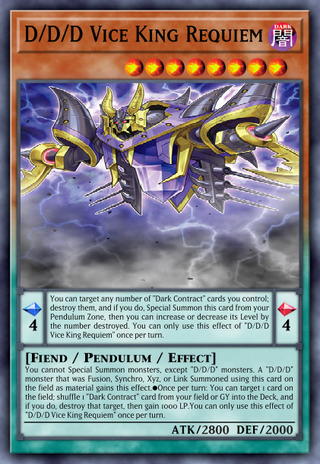 D/D/D Vice King Requiem
DARK
闇
You can target any number of "Dark Contract" cards you control;
destroy them, and if you do, Special Summon this card from your
Pendulum Zone, then you can increase or decrease its Level by
the number destroyed. You can only use this effect of "D/D/D
Vice King Requiem" once per turn.
4
4
[Fiend / Pendulum / Effect]
You cannot Special Summon monsters, except "D/D" monsters. A "D/D/D"
monster that was Fusion, Synchro, Xyz, or Link Summoned using this card on
the field as material gains this effect.●Once per turn: You can target 1 card on
the field; shuffle 1 "Dark Contract" card from your field or GY into the Deck, and
if you do, destroy that target, then gain 1000 LP.You can only use this effect of
"D/D/D Vice King Requiem" once per turn.
ATK/2800 DEF/2000